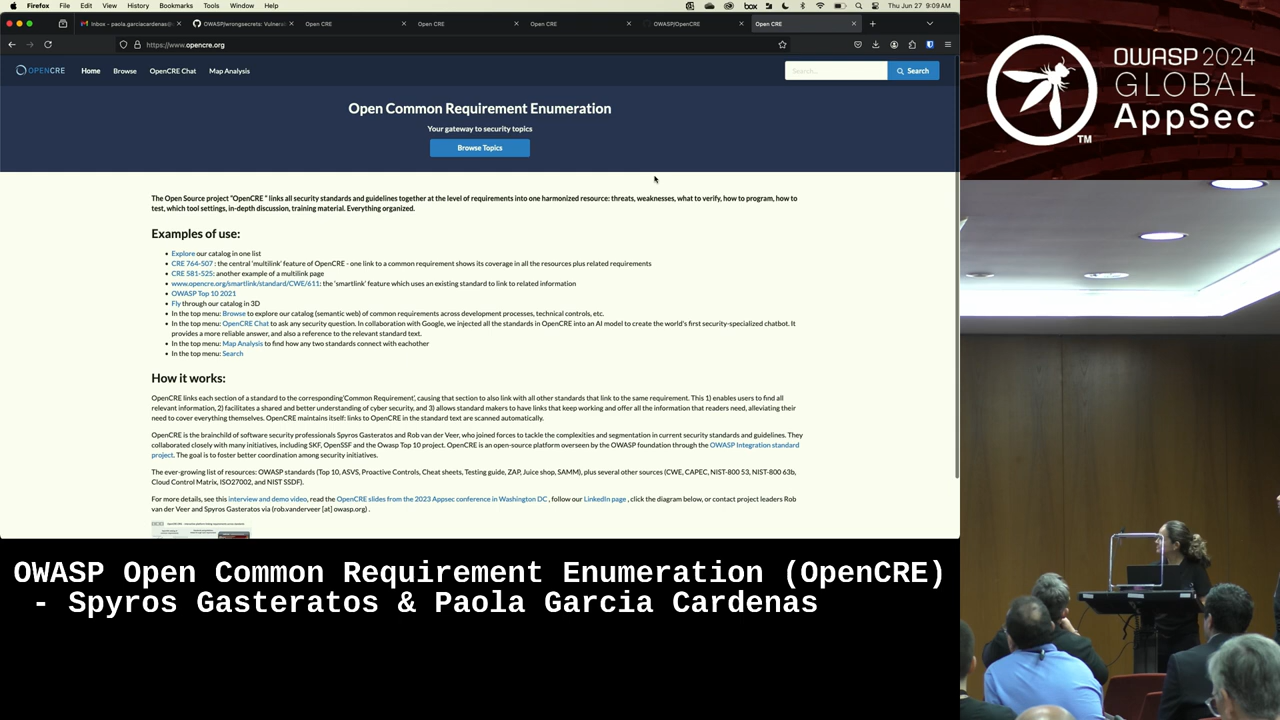 Firefox File Edit View History Bookmarks Tools Window Help
box
Thu Jun 27 9:09 AM
Inbox - paola.garciacardenas@
OWASP/wrongsecrets: Vulnera
Open CRE
Open CRE
Open CRE
OWASP/OpenCRE
Open CRE
https://www.opencre.org
OPENCRE Home Browse OpenCRE Chat Map Analysis
Search... Search
Open Common Requirement Enumeration
Your gateway to security topics
Browse Topics
The Open Source project "OpenCRE " links all security standards and guidelines together at the level of requirements into one harmonized resource: threats, weaknesses, what to verify, how to program, how to
test, which tool settings, in-depth discussion, training material. Everything organized.
Examples of use:
• Explore our catalog in one list
• CRE 764-507 : the central 'multilink' feature of OpenCRE - one link to a common requirement shows its coverage in all the resources plus related requirements
• CRE 581-525: another example of a multilink page
• www.opencre.org/smartlink/standard/CWE/611: the 'smartlink' feature which uses an existing standard to link to related information
• OWASP Top 10 2021
• Fly through our catalog in 3D
• In the top menu: Browse to explore our catalog (semantic web) of common requirements across development processes, technical controls, etc.
• In the top menu: OpenCRE Chat to ask any security question. In collaboration with Google, we injected all the standards in OpenCRE into an AI model to create the world's first security-specialized chatbot. It
provides a more reliable answer, and also a reference to the relevant standard text.
• In the top menu: Map Analysis to find how any two standards connect with eachother
• In the top menu: Search
How it works:
OpenCRE links each section of a standard to the corresponding'Common Requirement', causing that section to also link with all other standards that link to the same requirement. This 1) enables users to find all
relevant information, 2) facilitates a shared and better understanding of cyber security, and 3) allows standard makers to have links that keep working and offer all the information that readers need, alleviating their
need to cover everything themselves. OpenCRE maintains itself: links to OpenCRE in the standard text are scanned automatically.
OpenCRE is the brainchild of software security professionals Spyros Gasteratos and Rob van der Veer, who joined forces to tackle the complexities and segmentation in current security standards and guidelines. They
collaborated closely with many initiatives, including SKF, OpenSSF and the Owasp Top 10 project. OpenCRE is an open-source platform overseen by the OWASP foundation through the OWASP Integration standard
project. The goal is to foster better coordination among security initiatives.
The ever-growing list of resources: OWASP standards (Top 10, ASVS, Proactive Controls, Cheat sheets, Testing guide, ZAP, Juice shop, SAMM), plus several other sources (CWE, CAPEC, NIST-800 53, NIST-800 63b,
Cloud Control Matrix, ISO27002, and NIST SSDF).
For more details, see this interview and demo video, read the OpenCRE slides from the 2023 Appsec conference in Washington DC , follow our LinkedIn page , click the diagram below, or contact project leaders Rob
van der Veer and Spyros Gasteratos via (rob.vanderveer [at] owasp.org) .
OWASP 2024
GLOBAL
AppSec
TM
OWASP Open Common Requirement Enumeration (OpenCRE)
- Spyros Gasteratos & Paola Garcia Cardenas